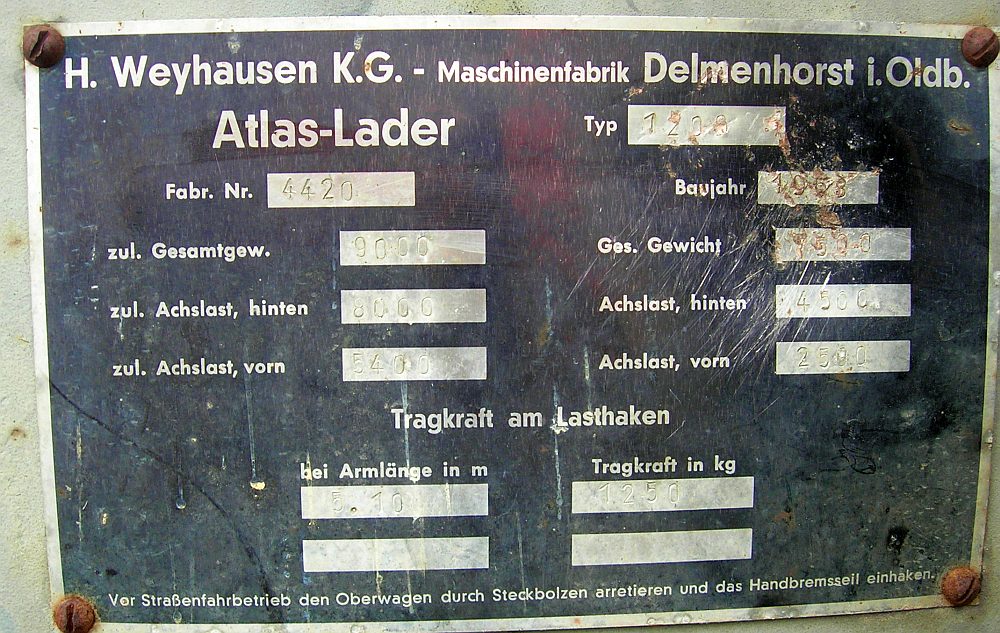 H. Weyhausen K.G. - Maschinenfabrik Delmenhorst i. Oldb.
Atlas-Lader Typ 1200
Fabr. Nr. 4420 Baujahr 1968
zul. Gesamtgew. 9000 Ges. Gewicht
zul. Achslast, hinten 8000 Achslast, hinten 4500
zul. Achslast, vorn 5400 Achslast, vorn 2500
Tragkraft am Lasthaken
bei Armlänge in m Tragkraft in kg
5.10 1250
Vor Straßenfahrbetrieb den Oberwagen durch Steckbolzen arretieren und das Handbremsseil einhaken.